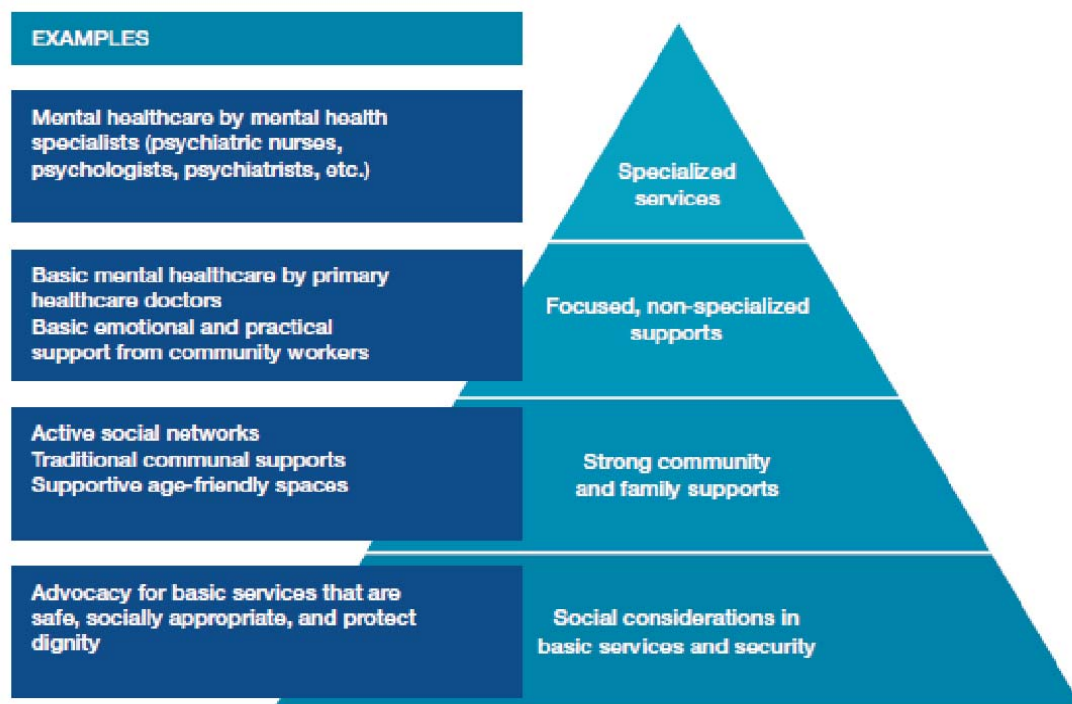 EXAMPLES
Mental healthcare by mental health
specialists (psychiatric nurses,
psychologists, psychiatrists, etc.)
Specialized
services
Basic mental healthcare by primary
healthcare doctors
Basic emotional and practical
support from community workers
Focused, non-specialized
supports
Active social networks
Traditional communal supports
Supportive age-friendly spaces
Strong community
and family supports
Advocacy for basic services that are
safe, socially appropriate, and protect
dignity
Social considerations in
basic services and security